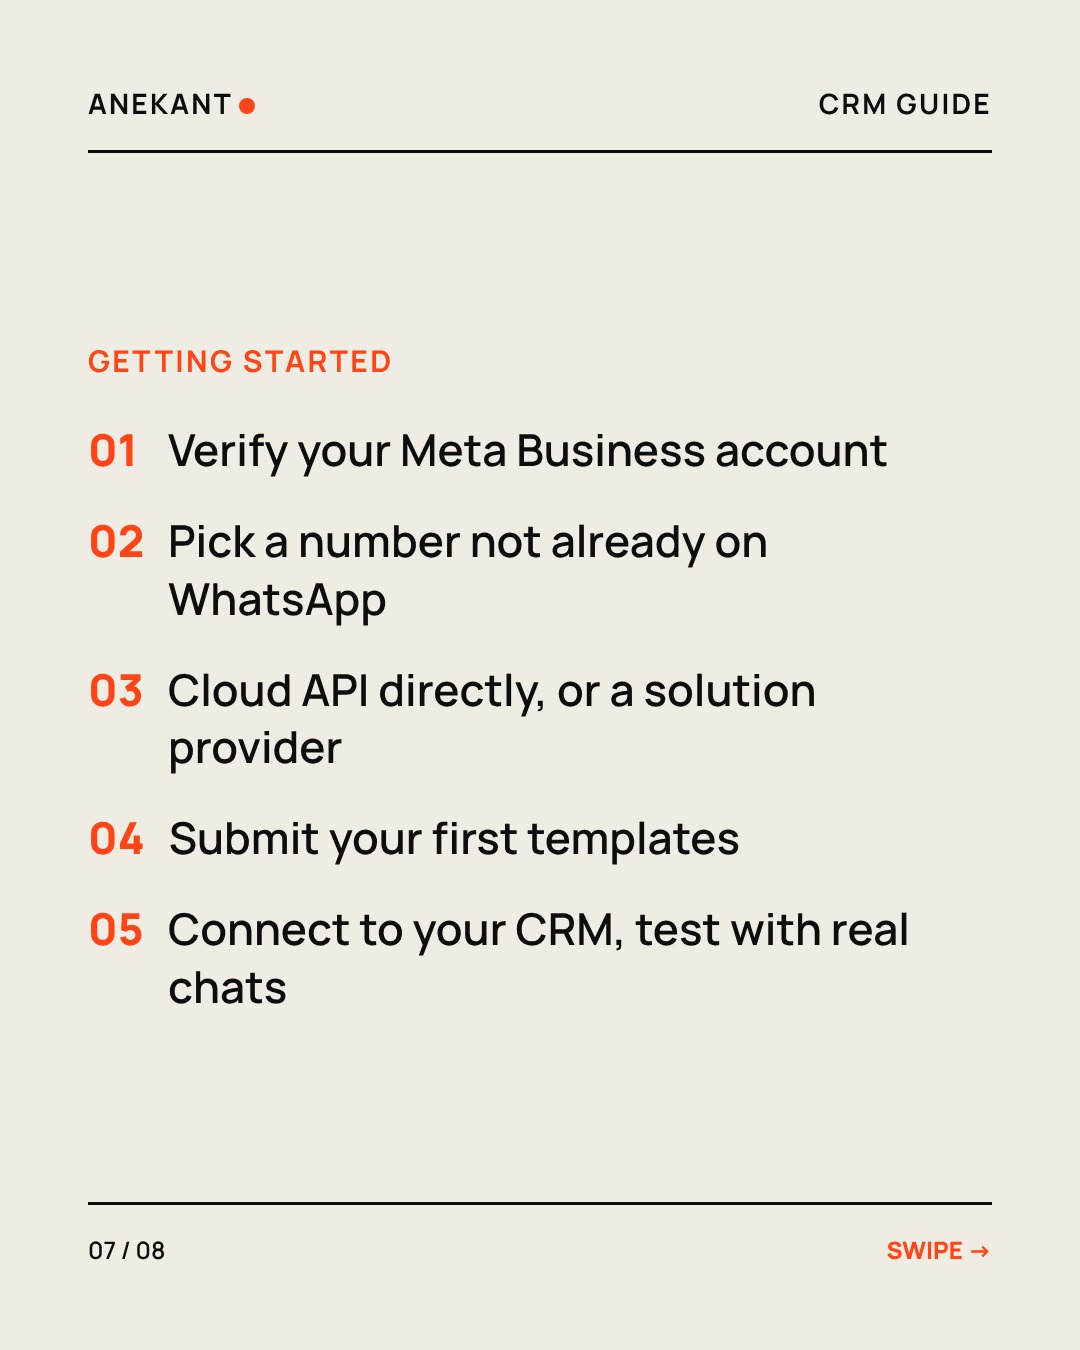 ANEKANT
CRM GUIDE
GETTING STARTED
01 Verify your Meta Business account
02 Pick a number not already on
WhatsApp
03 Cloud API directly, or a solution
provider
04 Submit your first templates
05 Connect to your CRM, test with real
chats
07 / 08
SWIPE →